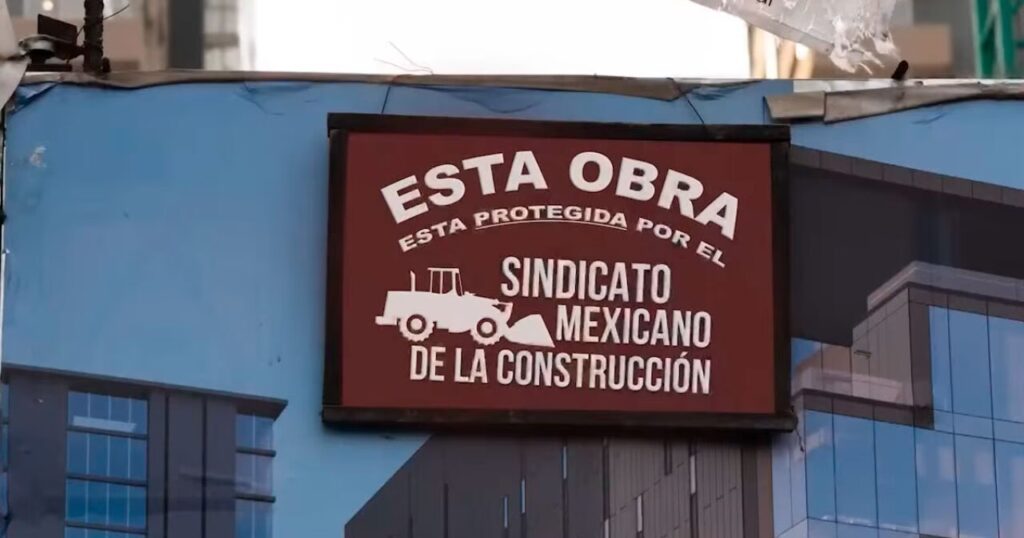 ESTA OBRA
ESTA PROTEGIDA POR EL
SINDICATO
MEXICANO
DE LA CONSTRUCCIÓN